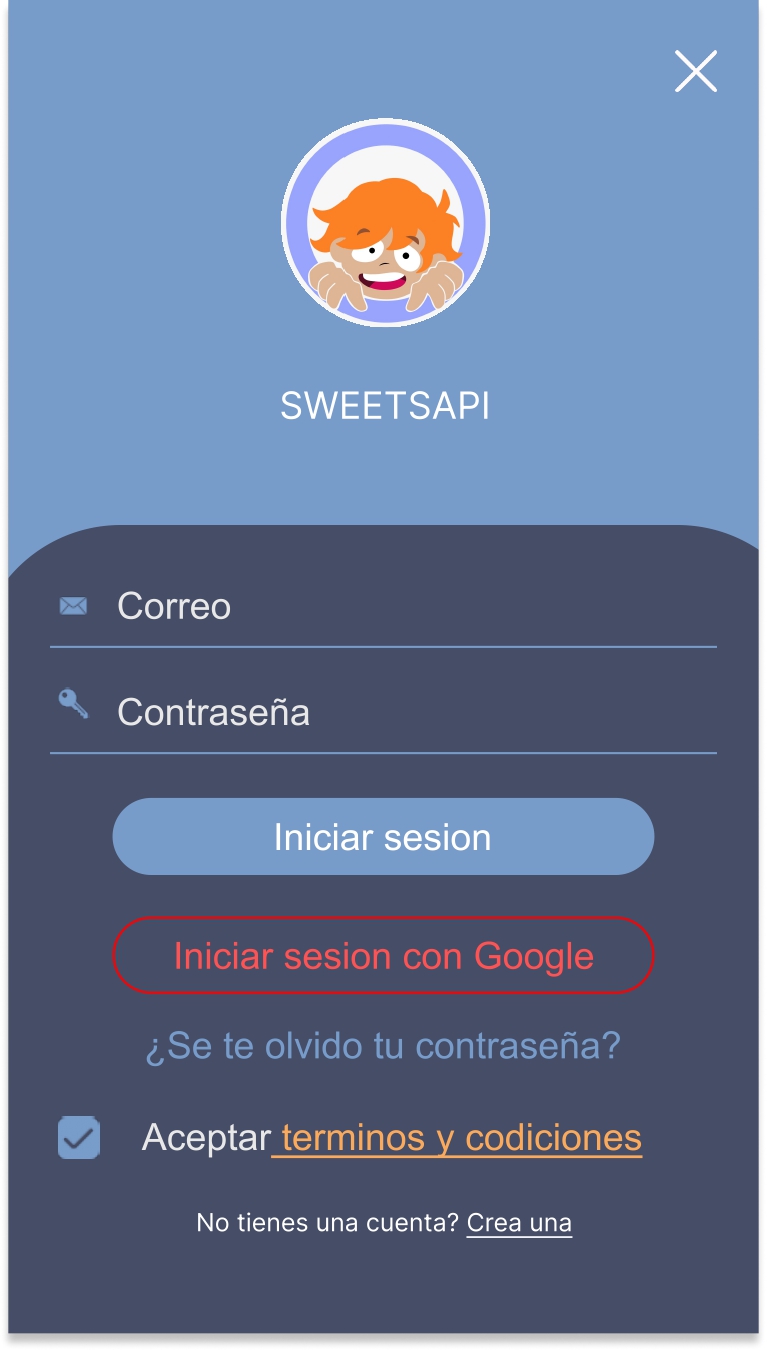 SWEETSAPI
Correo
Contraseña
Iniciar sesion
Iniciar sesion con Google
¿Se te olvido tu contraseña?
Aceptar terminos y codiciones
No tienes una cuenta? Crea una